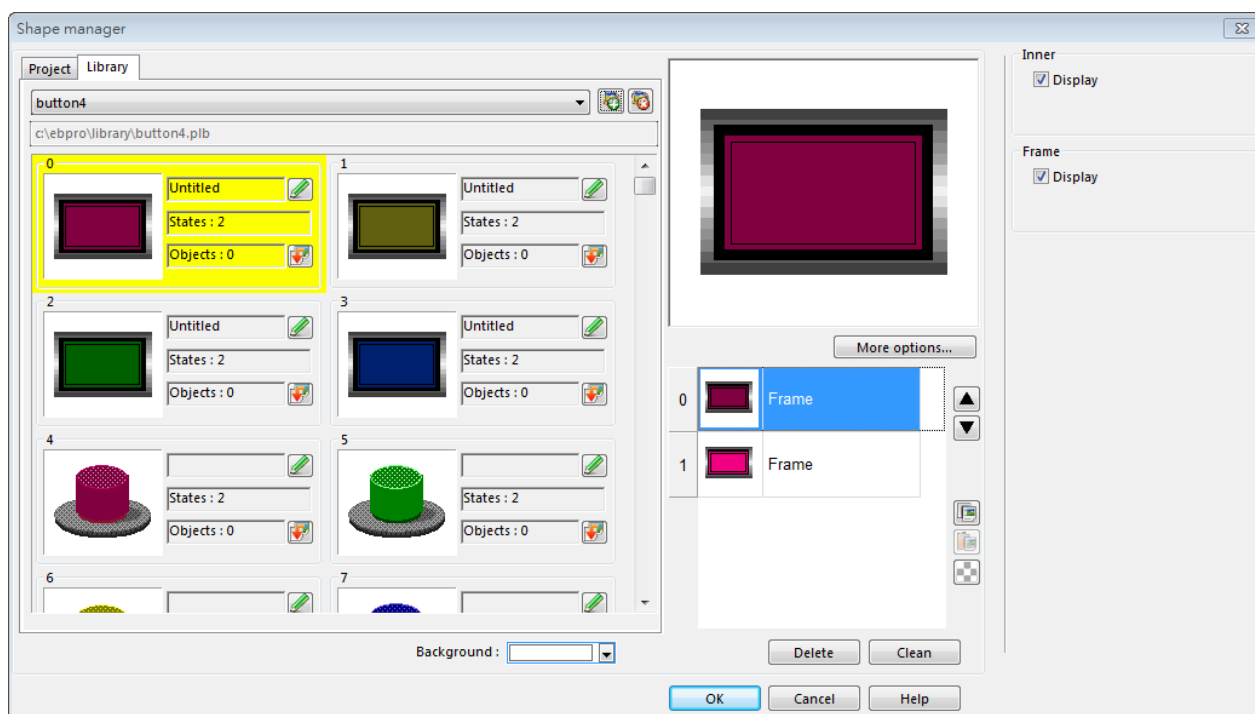 Shape manager
Project
Library
button4
c:\ebpro\library\button4.plb
0
Untitled
States : 2
Objects : 0
1
Untitled
States : 2
Objects : 0
2
Untitled
States : 2
Objects : 0
3
Untitled
States : 2
Objects : 0
4
States : 2
Objects : 0
5
States : 2
Objects : 0
6
7
Background :
More options...
0 Frame
1 Frame
Delete
Clean
OK
Cancel
Help
Inner
Display
Frame
Display